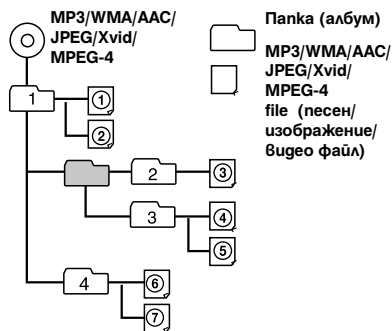 MP3/WMA/AAC/
JPEG/Xvid/
MPEG-4
1
①
②
2
③
3
④
⑤
4
⑥
⑦
Папка (албум)
MP3/WMA/AAC/
JPEG/Xvid/
MPEG-4
file (песен/
изображение/
видео файл)